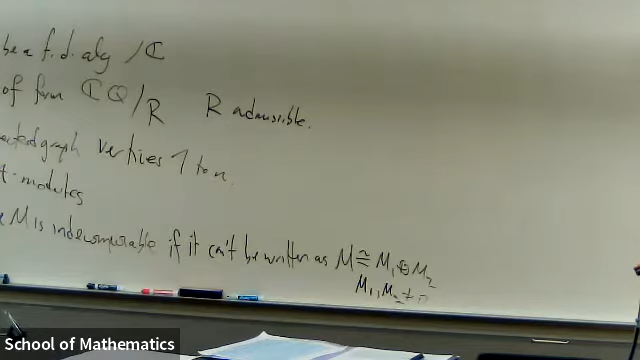 be a f.d. alg / ℂ
of form ℂQ/R R admissible.
graph vertices 1 to n.
t-modules
M is indecomposable if it can't be written as M ≅ M₁ ⊕ M₂
M₁, M₂ ≠ 0
School of Mathematics